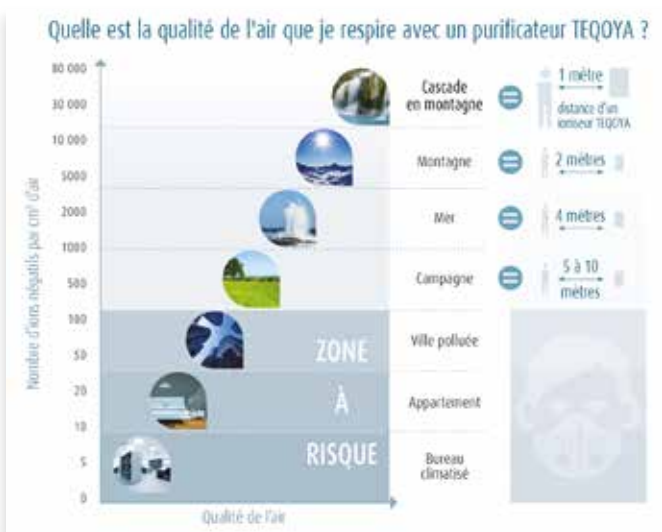 Quelle est la qualité de l'air que je respire avec un purificateur TEQOYA ?
80 000
30 000
10 000
5000
2000
1000
500
100
50
20
10
5
0
Nombre d'ions négatifs par cm³ d'air
Qualité de l'air
ZONE
À
RISQUE
Cascade
en montagne
=
1 mètre
distance d'un
ioniseur TEQOYA
Montagne
=
2 mètres
Mer
=
4 mètres
Campagne
=
5 à 10
mètres
Ville polluée
Appartement
Bureau
climatisé